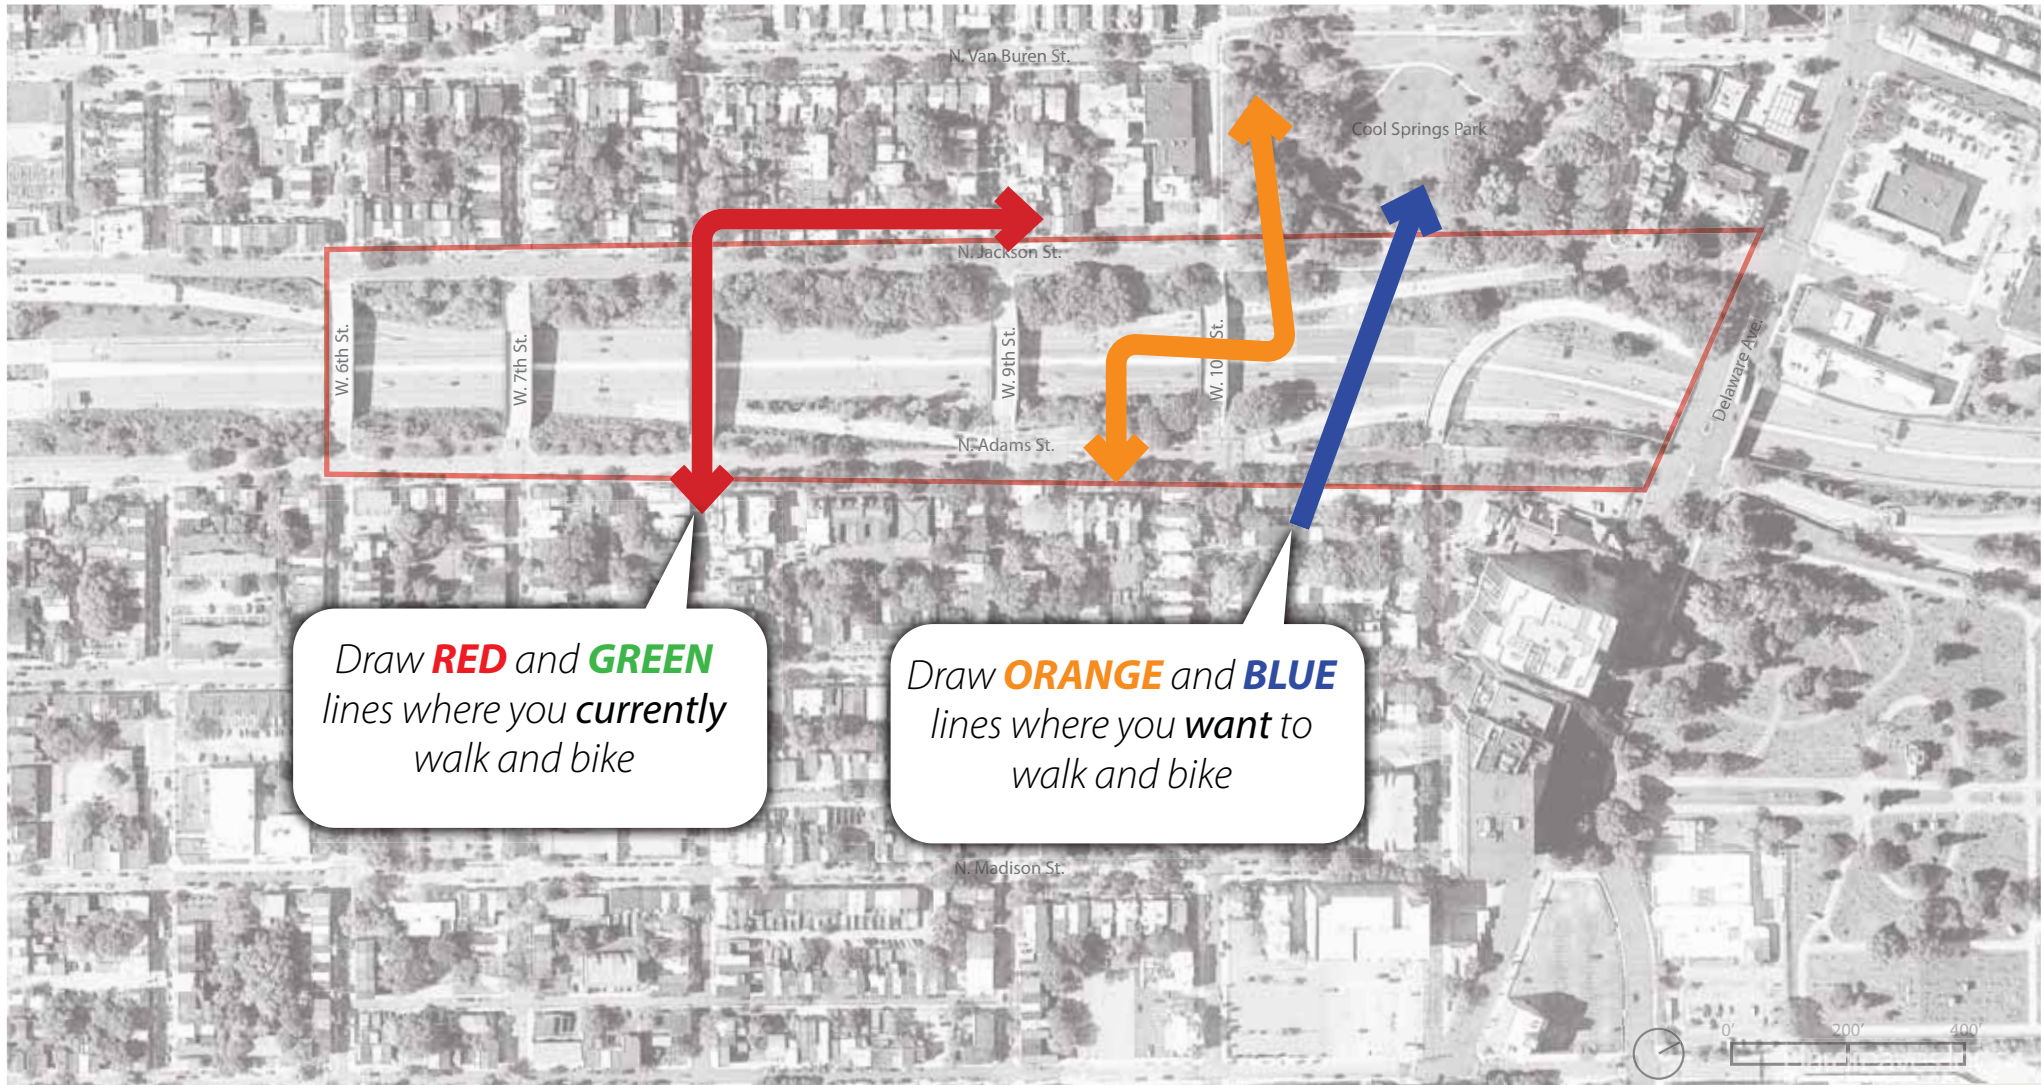 N. Van Buren St.
Cool Springs Park
N. Jackson St.
W. 6th St.
W. 7th St.
W. 9th St.
W. 10th St.
Delaware Ave.
N. Adams St.
Draw RED and GREEN
lines where you currently
walk and bike
Draw ORANGE and BLUE
lines where you want to
walk and bike
N. Madison St.
0'
200'
400'